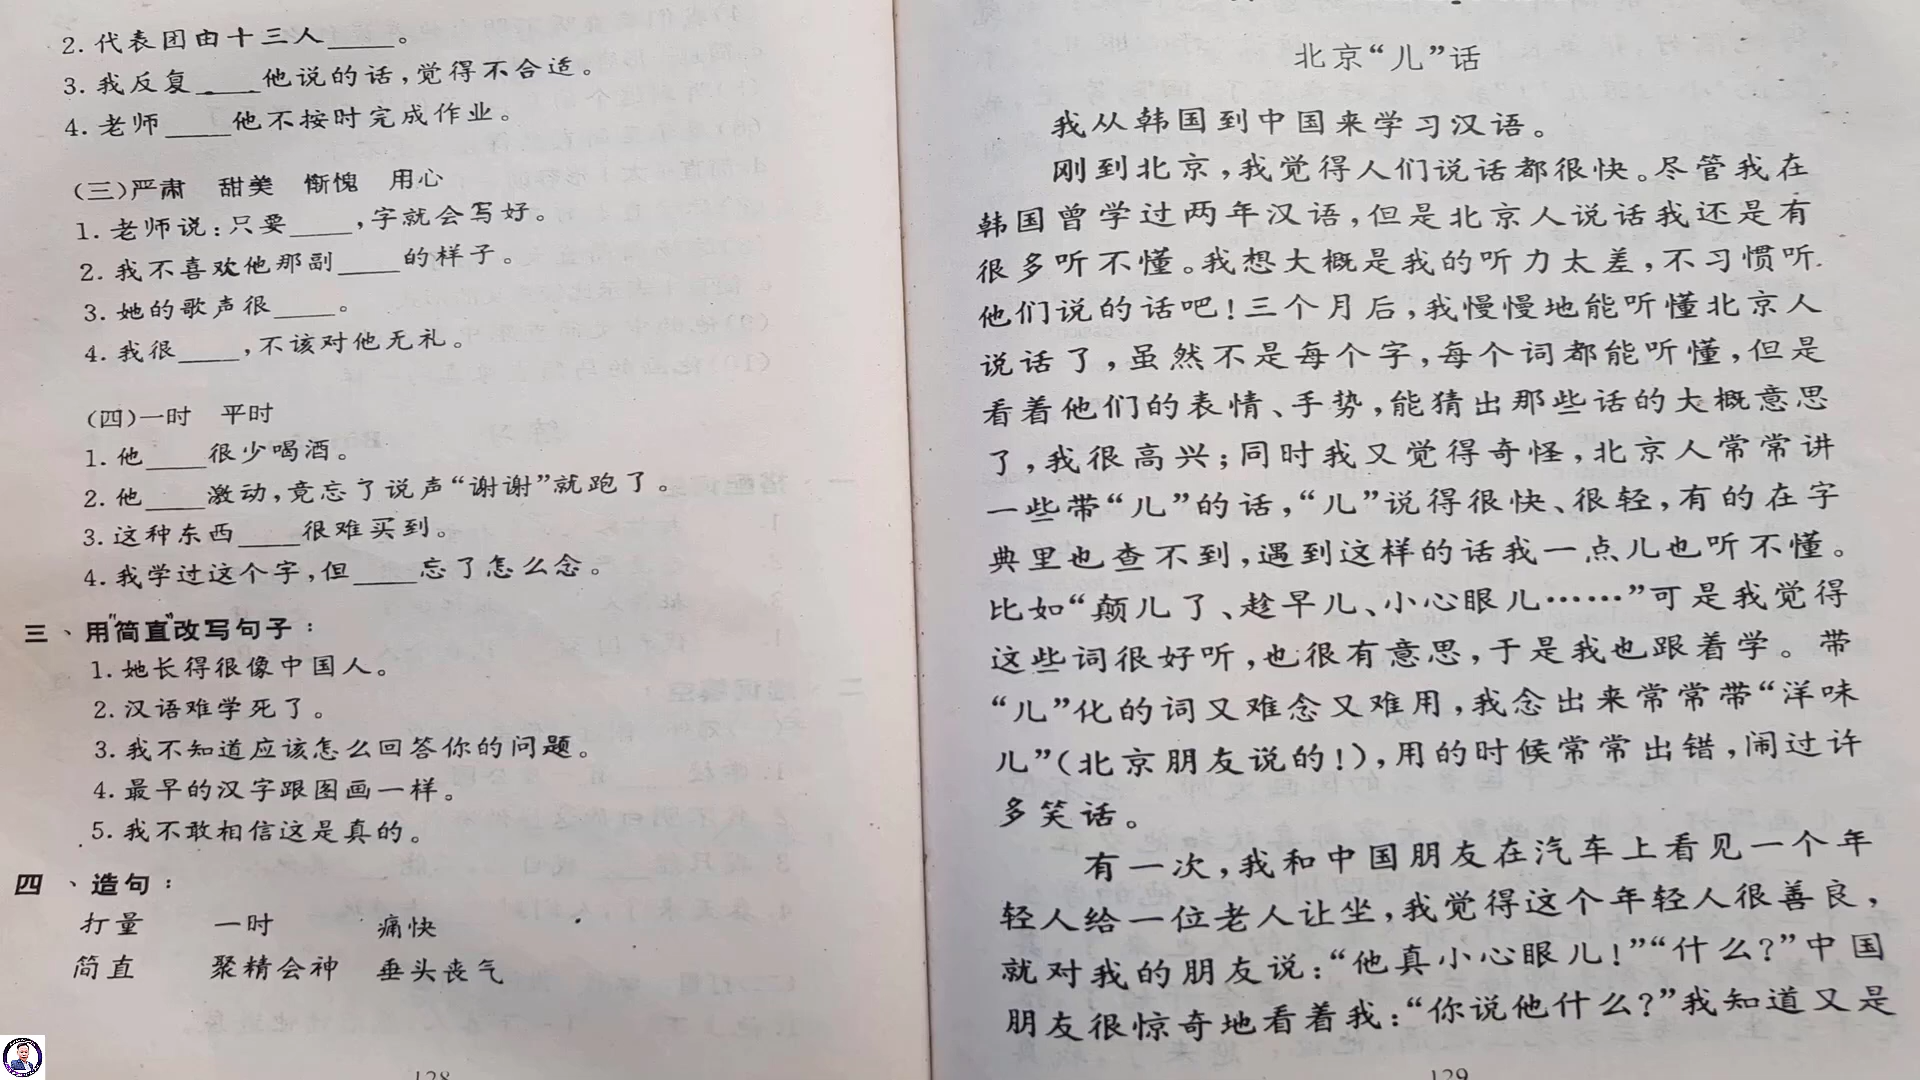 2. 代表团由十三人____。
3. 我反复____他说的话,觉得不合适。
4. 老师____他不按时完成作业。
(三)严肃 甜美 惭愧 用心
1. 老师说:只要____,字就会写好。
2. 我不喜欢他那副____的样子。
3. 她的歌声很____。
4. 我很____,不该对他无礼。
(四)一时 平时
1. 他____很少喝酒。
2. 他____激动,竟忘了说声“谢谢”就跑了。
3. 这种东西____很难买到。
4. 我学过这个字,但____忘了怎么念。
三、用"简直"改写句子:
1. 她长得很像中国人。
2. 汉语难学死了。
3. 我不知道应该怎么回答你的问题。
4. 最早的汉字跟图画一样。
5. 我不敢相信这是真的。
四、造句:
打量 一时 痛快
简直 聚精会神 垂头丧气
128
北京“儿”话
我从韩国到中国来学习汉语。
刚到北京,我觉得人们说话都很快。尽管我在
韩国曾学过两年汉语,但是北京人说话我还是有
很多听不懂。我想大概是我的听力太差,不习惯听
他们说的话吧!三个月后,我慢慢地能听懂北京人
说话了,虽然不是每个字,每个词都能听懂,但是
看着他们的表情、手势,能猜出那些话的大概意思
了,我很高兴;同时我又觉得奇怪,北京人常常讲
一些带“儿”的话,“儿”说得很快、很轻,有的在字
典里也查不到,遇到这样的话我一点儿也听不懂。
比如“颠儿了、趁早儿、小心眼儿……”可是我觉得
这些词很好听,也很有意思,于是我也跟着学。带
“儿”化的词又难念又难用,我念出来常常带“洋味
儿”(北京朋友说的!),用的时候常常出错,闹过许
多笑话。
有一次,我和中国朋友在汽车上看见一个年
轻人给一位老人让坐,我觉得这个年轻人很善良,
就对我的朋友说:“他真小心眼儿!”“什么?”中国
朋友很惊奇地看着我:“你说他什么?”我知道又是
129